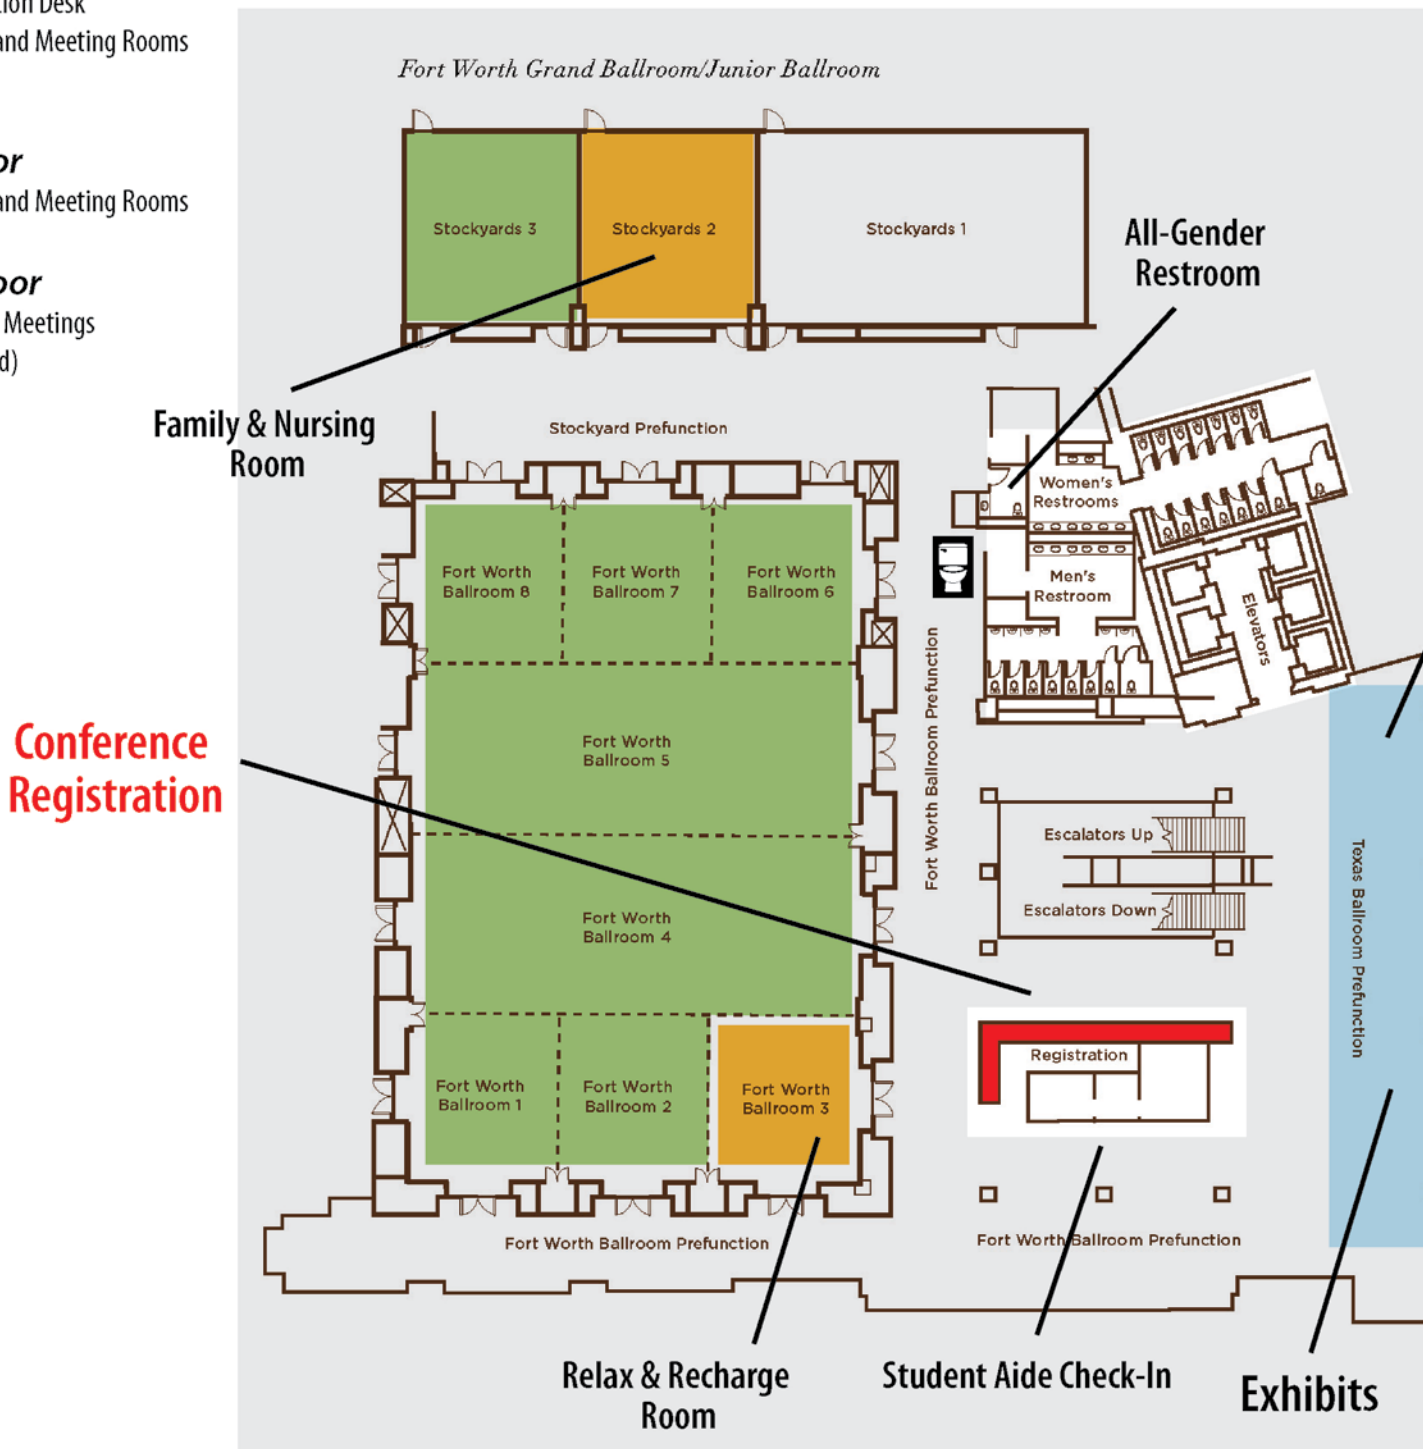 Desk
and Meeting Rooms
and Meeting Rooms
Meetings
Fort Worth Grand Ballroom/Junior Ballroom
Stockyards 3
Stockyards 2
Stockyards 1
All-Gender
Restroom
Family & Nursing
Room
Stockyard Prefunction
Women's
Restrooms
Men's
Restroom
Elevators
Fort Worth
Ballroom 8
Fort Worth
Ballroom 7
Fort Worth
Ballroom 6
Fort Worth Ballroom Prefunction
Conference
Registration
Fort Worth
Ballroom 5
Escalators Up
Escalators Down
Texas Ballroom Prefunction
Fort Worth
Ballroom 4
Registration
Fort Worth
Ballroom 1
Fort Worth
Ballroom 2
Fort Worth
Ballroom 3
Fort Worth Ballroom Prefunction
Fort Worth Ballroom Prefunction
Relax & Recharge
Room
Student Aide Check-In
Exhibits